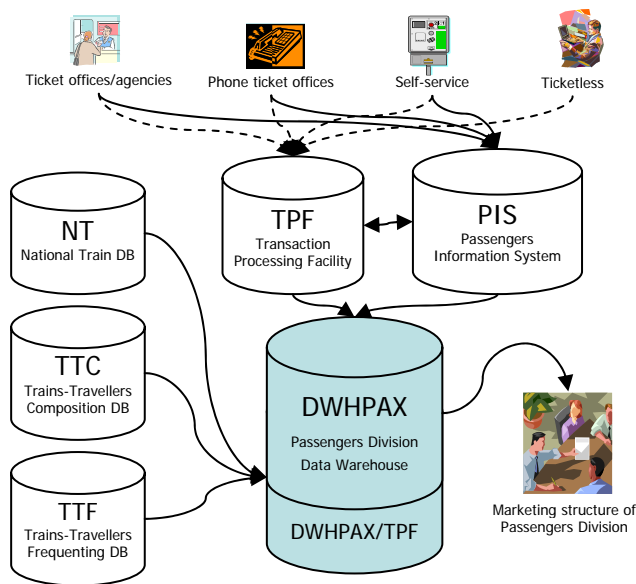 Ticket offices/agencies
Phone ticket offices
Self-service
Ticketless
TPF
Transaction
Processing Facility
PIS
Passengers
Information System
NT
National Train DB
TTC
Trains-Travellers
Composition DB
TTF
Trains-Travellers
Frequenting DB
DWHPAX
Passengers Division
Data Warehouse
DWHPAX/TPF
Marketing structure of
Passengers Division